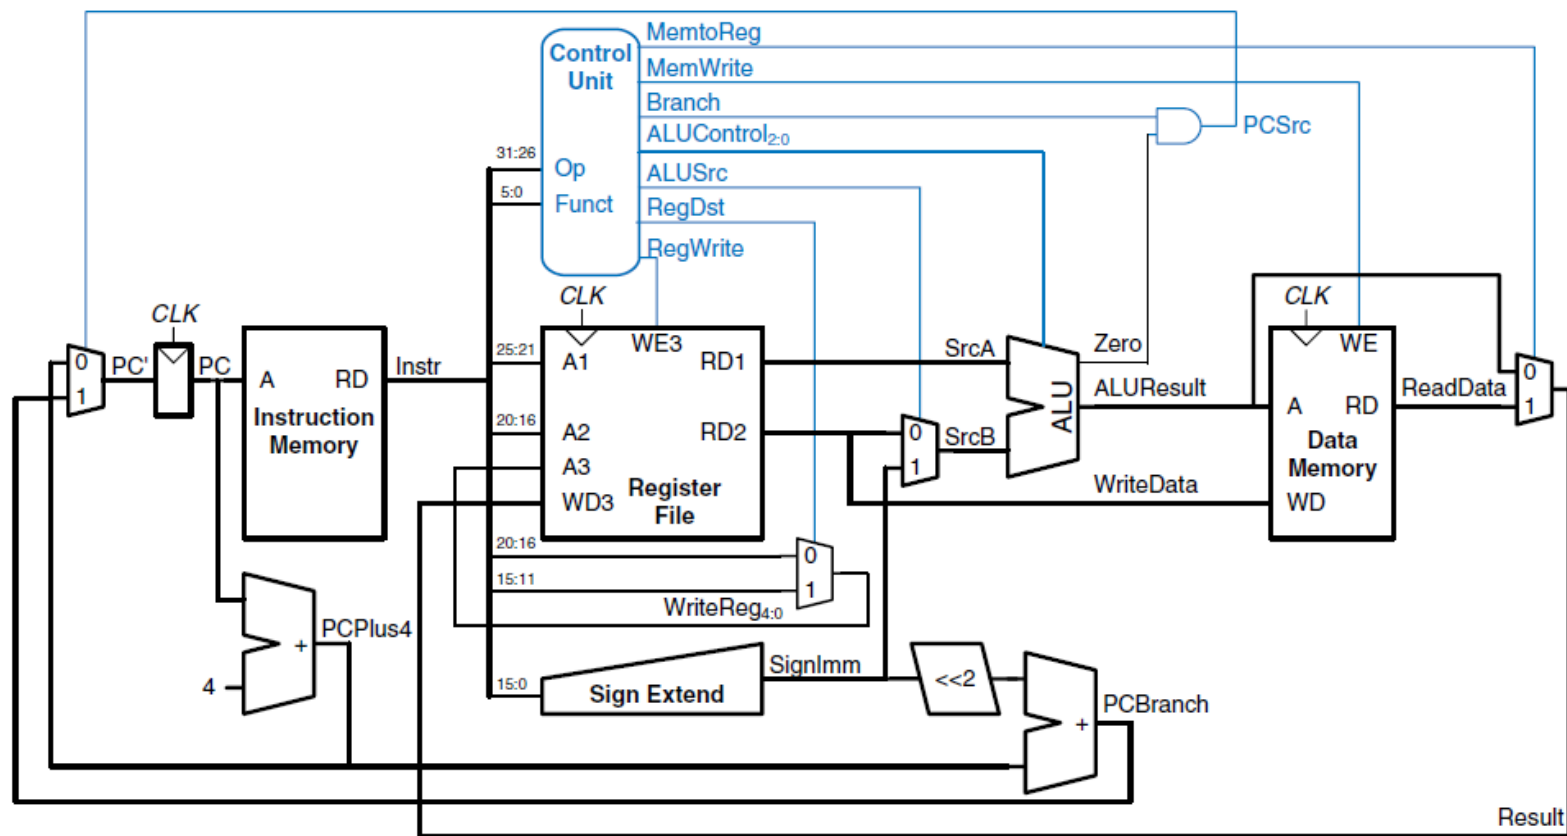 MemtoReg
Control
Unit
MemWrite
Branch
ALUControl2:0
PCSrc
31:26
Op
ALUSrc
5:0
Funct
RegDst
RegWrite
CLK
CLK
CLK
0
1
PC'
PC
A
RD
Instruction
Memory
Instr
25:21
A1
WE3
RD1
20:16
A2
RD2
A3
WD3
Register
File
SrcA
0
1
SrcB
ALU
Zero
ALUResult
WriteData
WE
A
RD
Data
Memory
WD
ReadData
0
1
20:16
0
15:11
1
WriteReg4:0
PCPlus4
+
4
SignImm
15:0
Sign Extend
<<2
+
PCBranch
Result